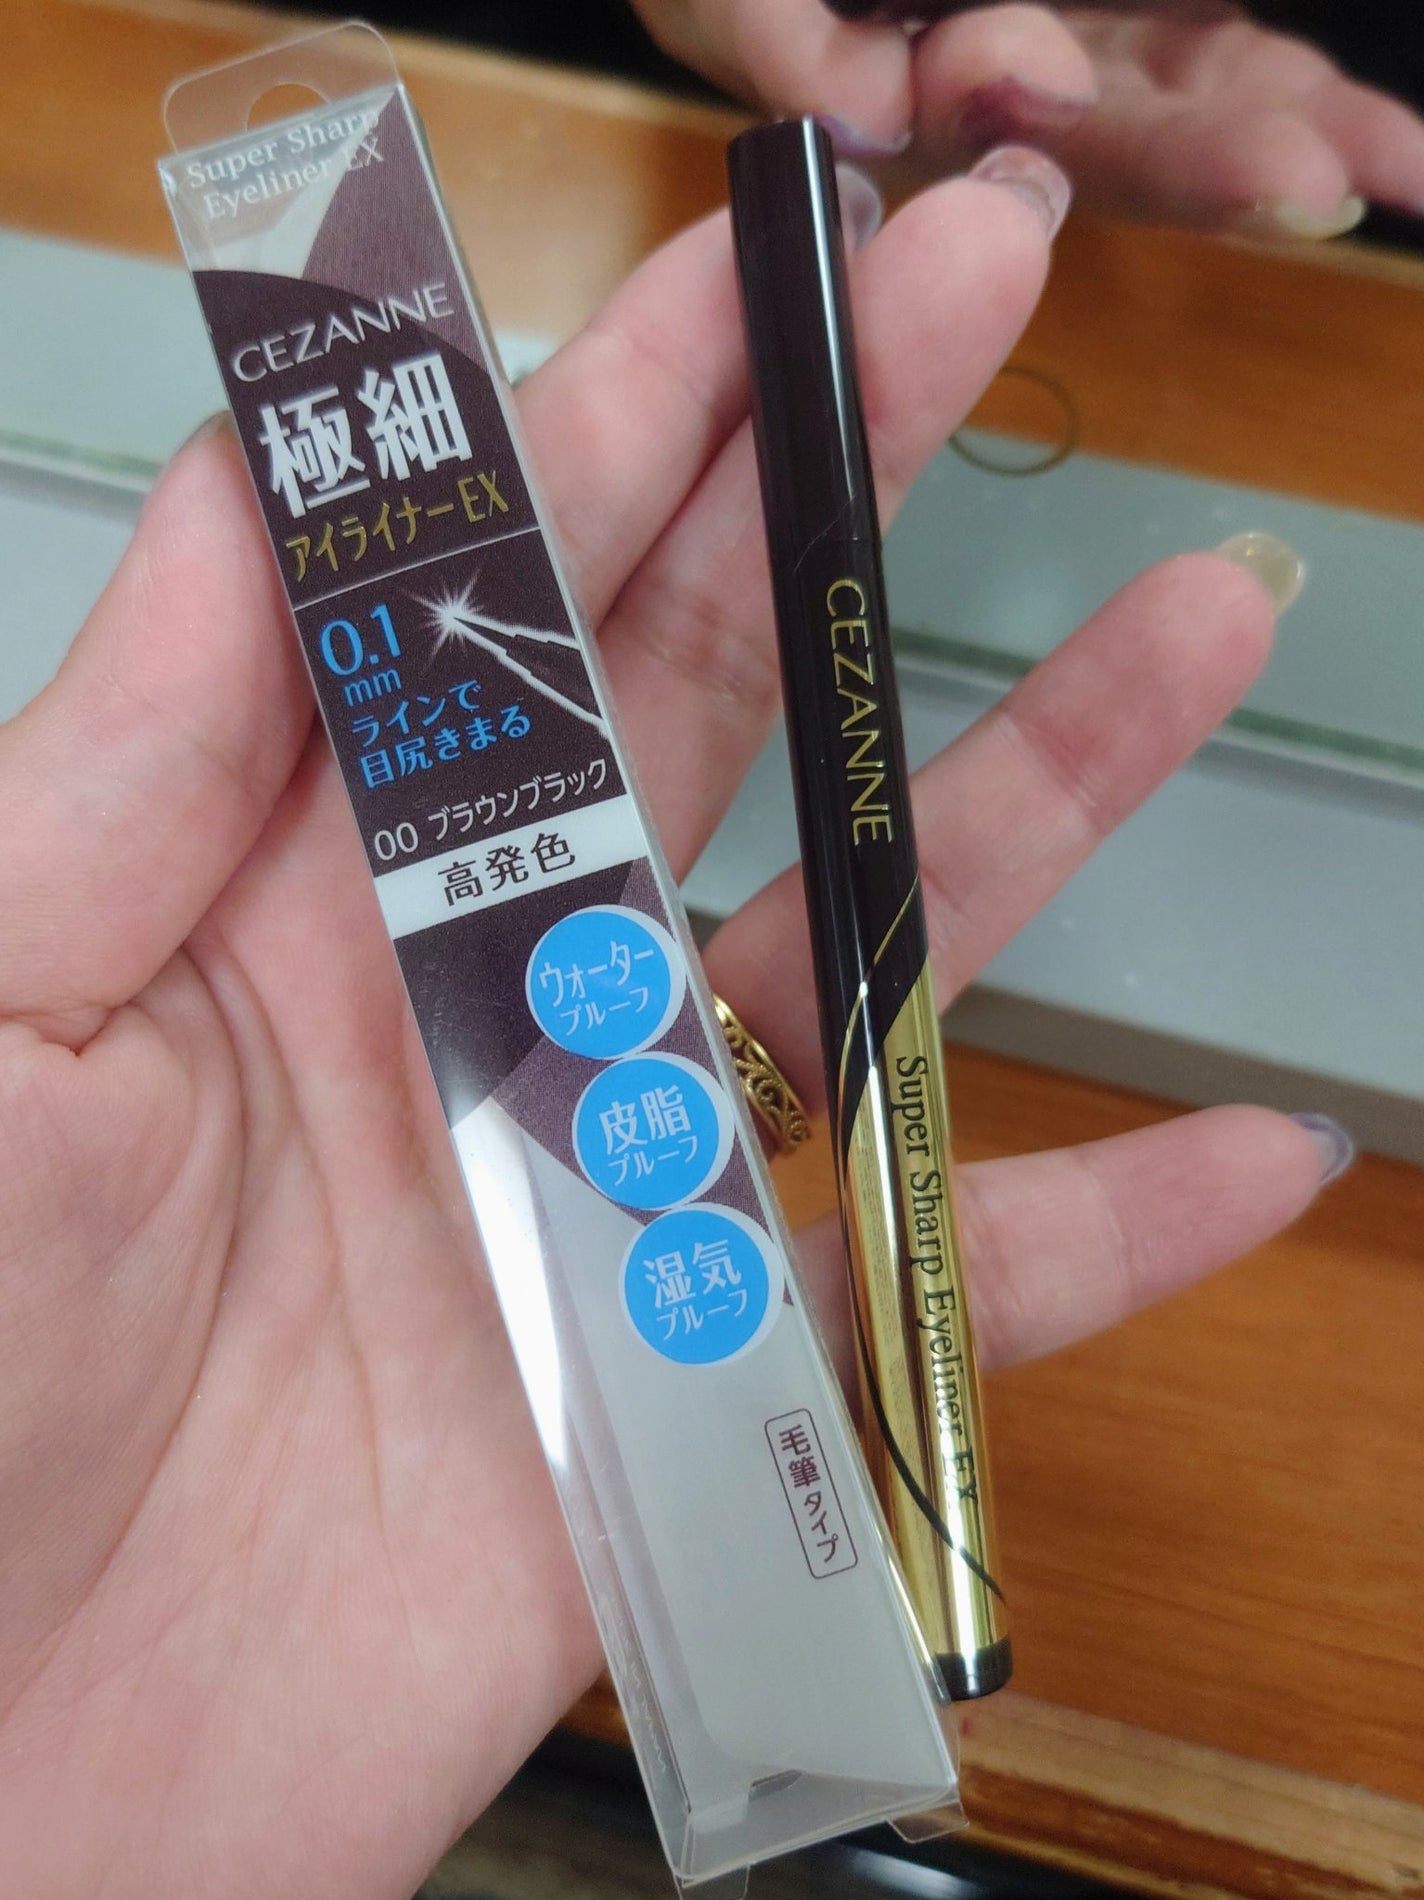 Super Sharp
Eyeliner EX
CEZANNE
極細
アイライナーEX
0.1
mm
ラインで
目尻きまる
00 ブラウンブラック
高発色
ウォーター
プルーフ
皮脂
プルーフ
湿気
プルーフ
毛筆タイプ
CEZANNE
Super Sharp Eyeliner EX